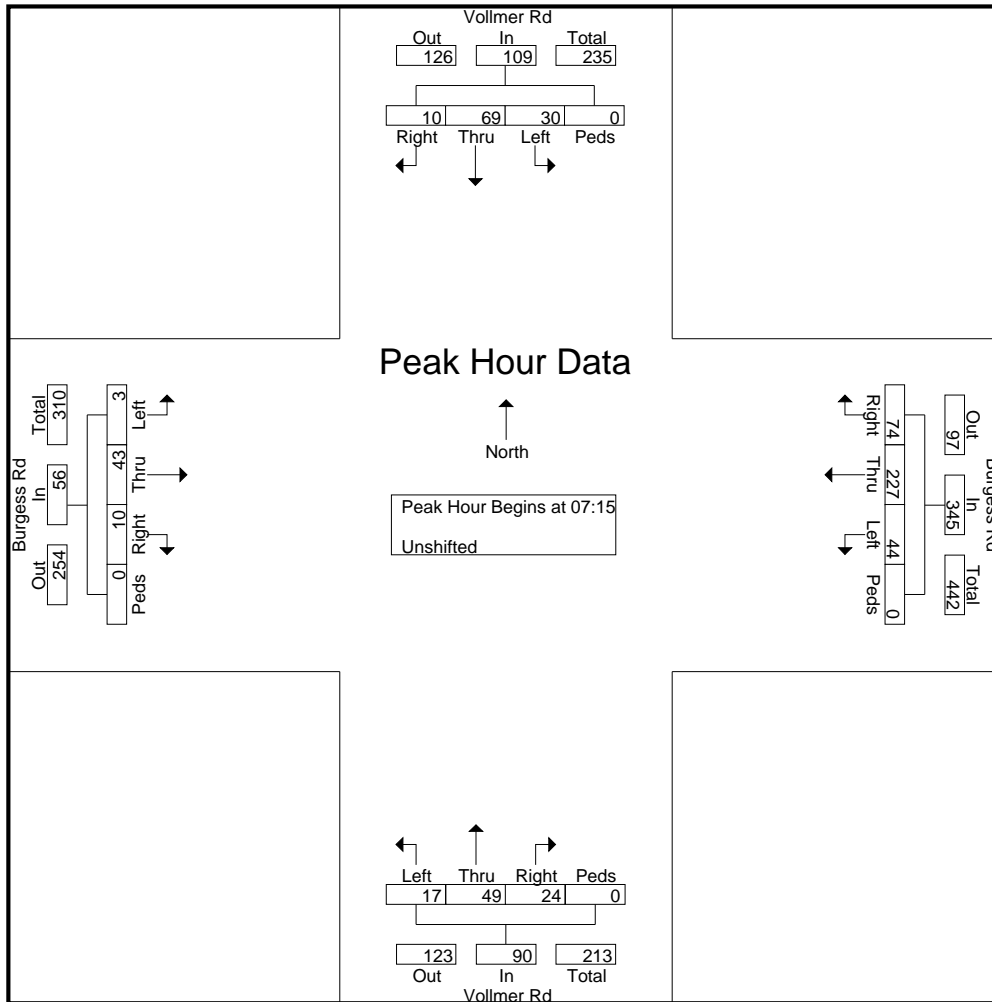 Vollmer Rd
Out In Total
126 109 235
10 69 30 0
Right Thru Left Peds
Peak Hour Data
North
Peak Hour Begins at 07:15
Unshifted
Burgess Rd
Total In Out
310 56 254
3 43 10 0
Left Thru Right Peds
Burgess Rd
Out In Total
97 345 442
74 227 44 0
Right Thru Left Peds
Left Thru Right Peds
17 49 24 0
123 90 213
Out In Total
Vollmer Rd